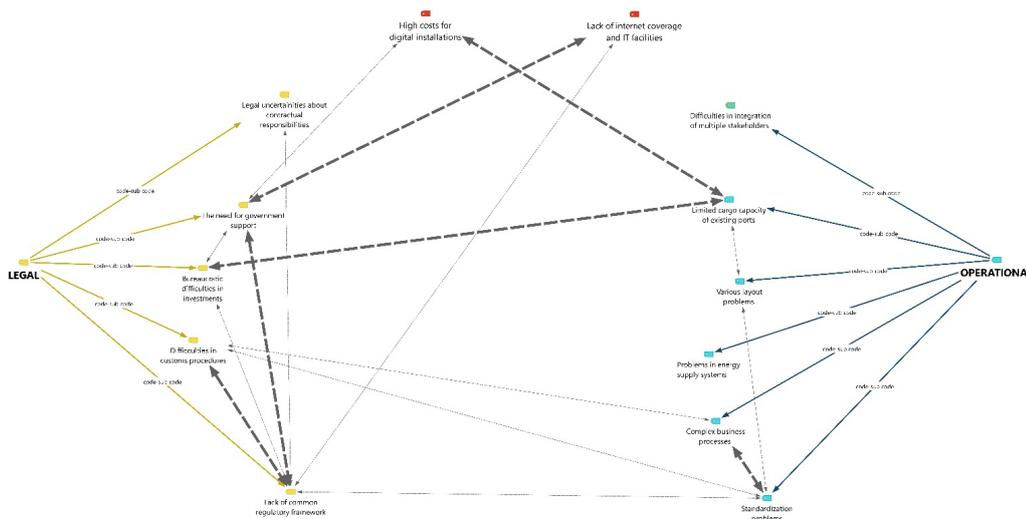 High costs for
digital installations
Lack of internet coverage
and IT facilities
Legal uncertainities about
contractual
responsibilities
Difficulties in integration
of multiple stakeholders
code-sub code
code-sub code
The need for government
support
Limited cargo capacity
of existing ports
code-sub code
code-sub code
LEGAL
code-sub code
Bureaucratic
difficulties in
investments
OPERATIONA
code-sub code
Various layout
problems
code-sub code
code-sub code
Difficulties in
customs procedures
code-sub code
Problems in energy
supply systems
code-sub code
code-sub code
Complex business
processes
Lack of common
regulatory framework
Standardization
problems